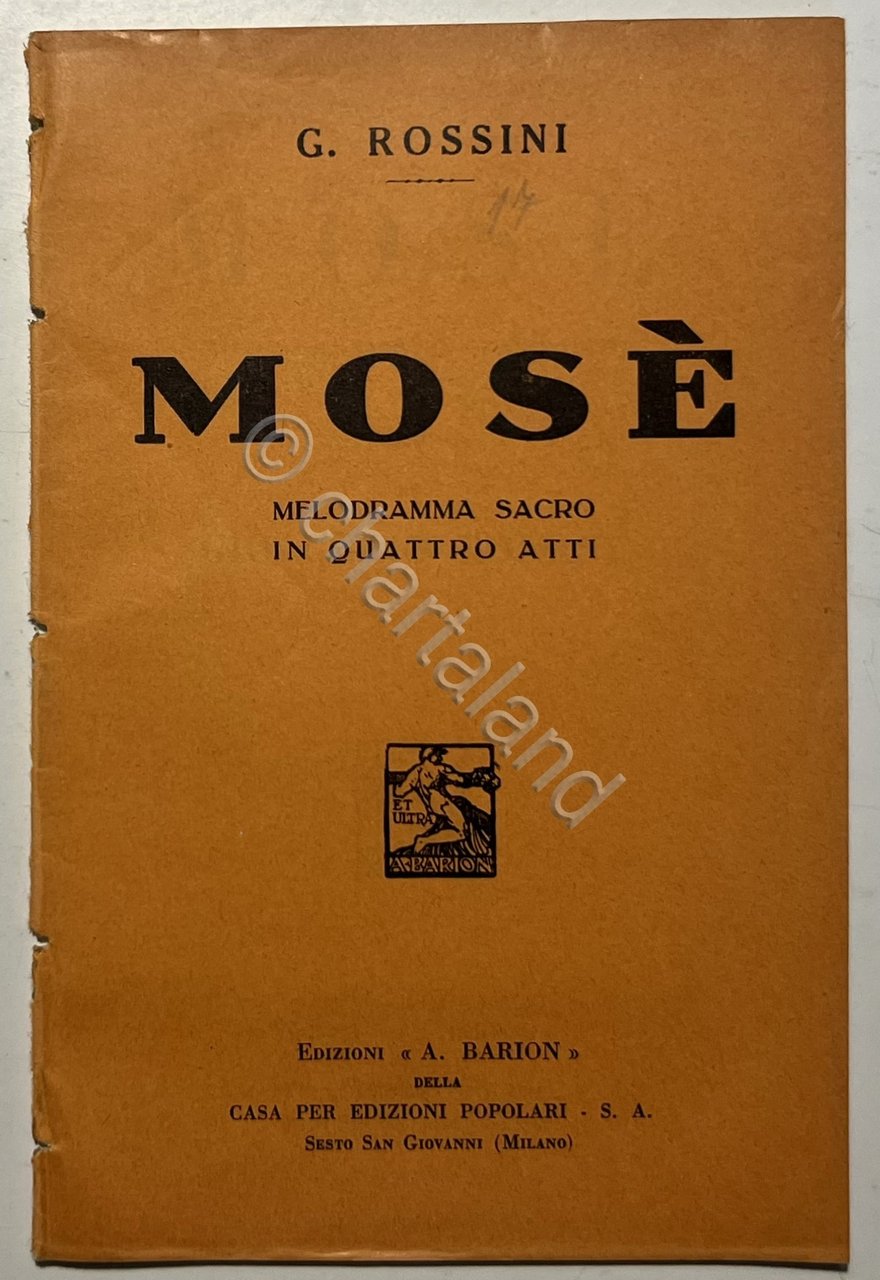 G. ROSSINI
17
MOSÈ
MELODRAMMA SACRO
IN QUATTRO ATTI
© chartaland
ET
ULTRA
A. BARION
EDIZIONI « A. BARION »
DELLA
CASA PER EDIZIONI POPOLARI - S. A.
SESTO SAN GIOVANNI (MILANO)